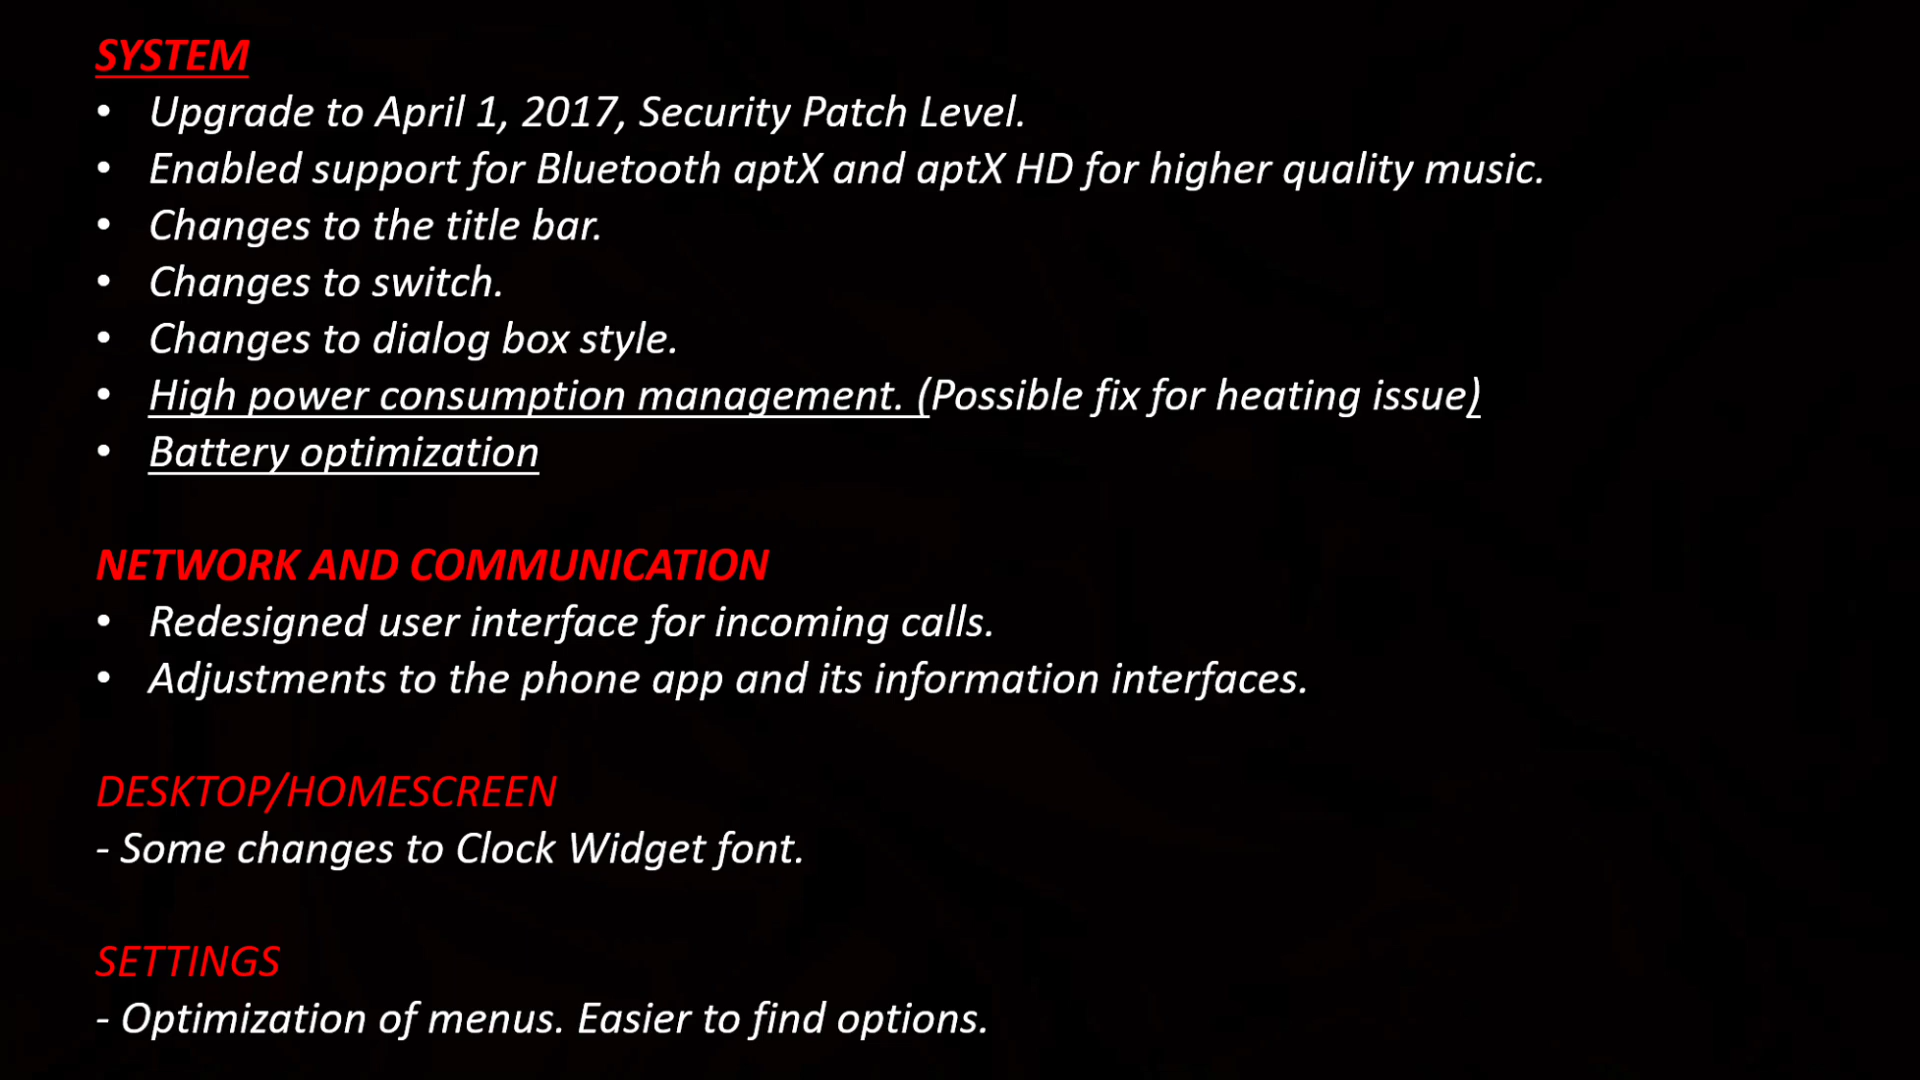 SYSTEM
• Upgrade to April 1, 2017, Security Patch Level.
• Enabled support for Bluetooth aptX and aptX HD for higher quality music.
• Changes to the title bar.
• Changes to switch.
• Changes to dialog box style.
• High power consumption management. (Possible fix for heating issue)
• Battery optimization
NETWORK AND COMMUNICATION
• Redesigned user interface for incoming calls.
• Adjustments to the phone app and its information interfaces.
DESKTOP/HOMESCREEN
- Some changes to Clock Widget font.
SETTINGS
- Optimization of menus. Easier to find options.